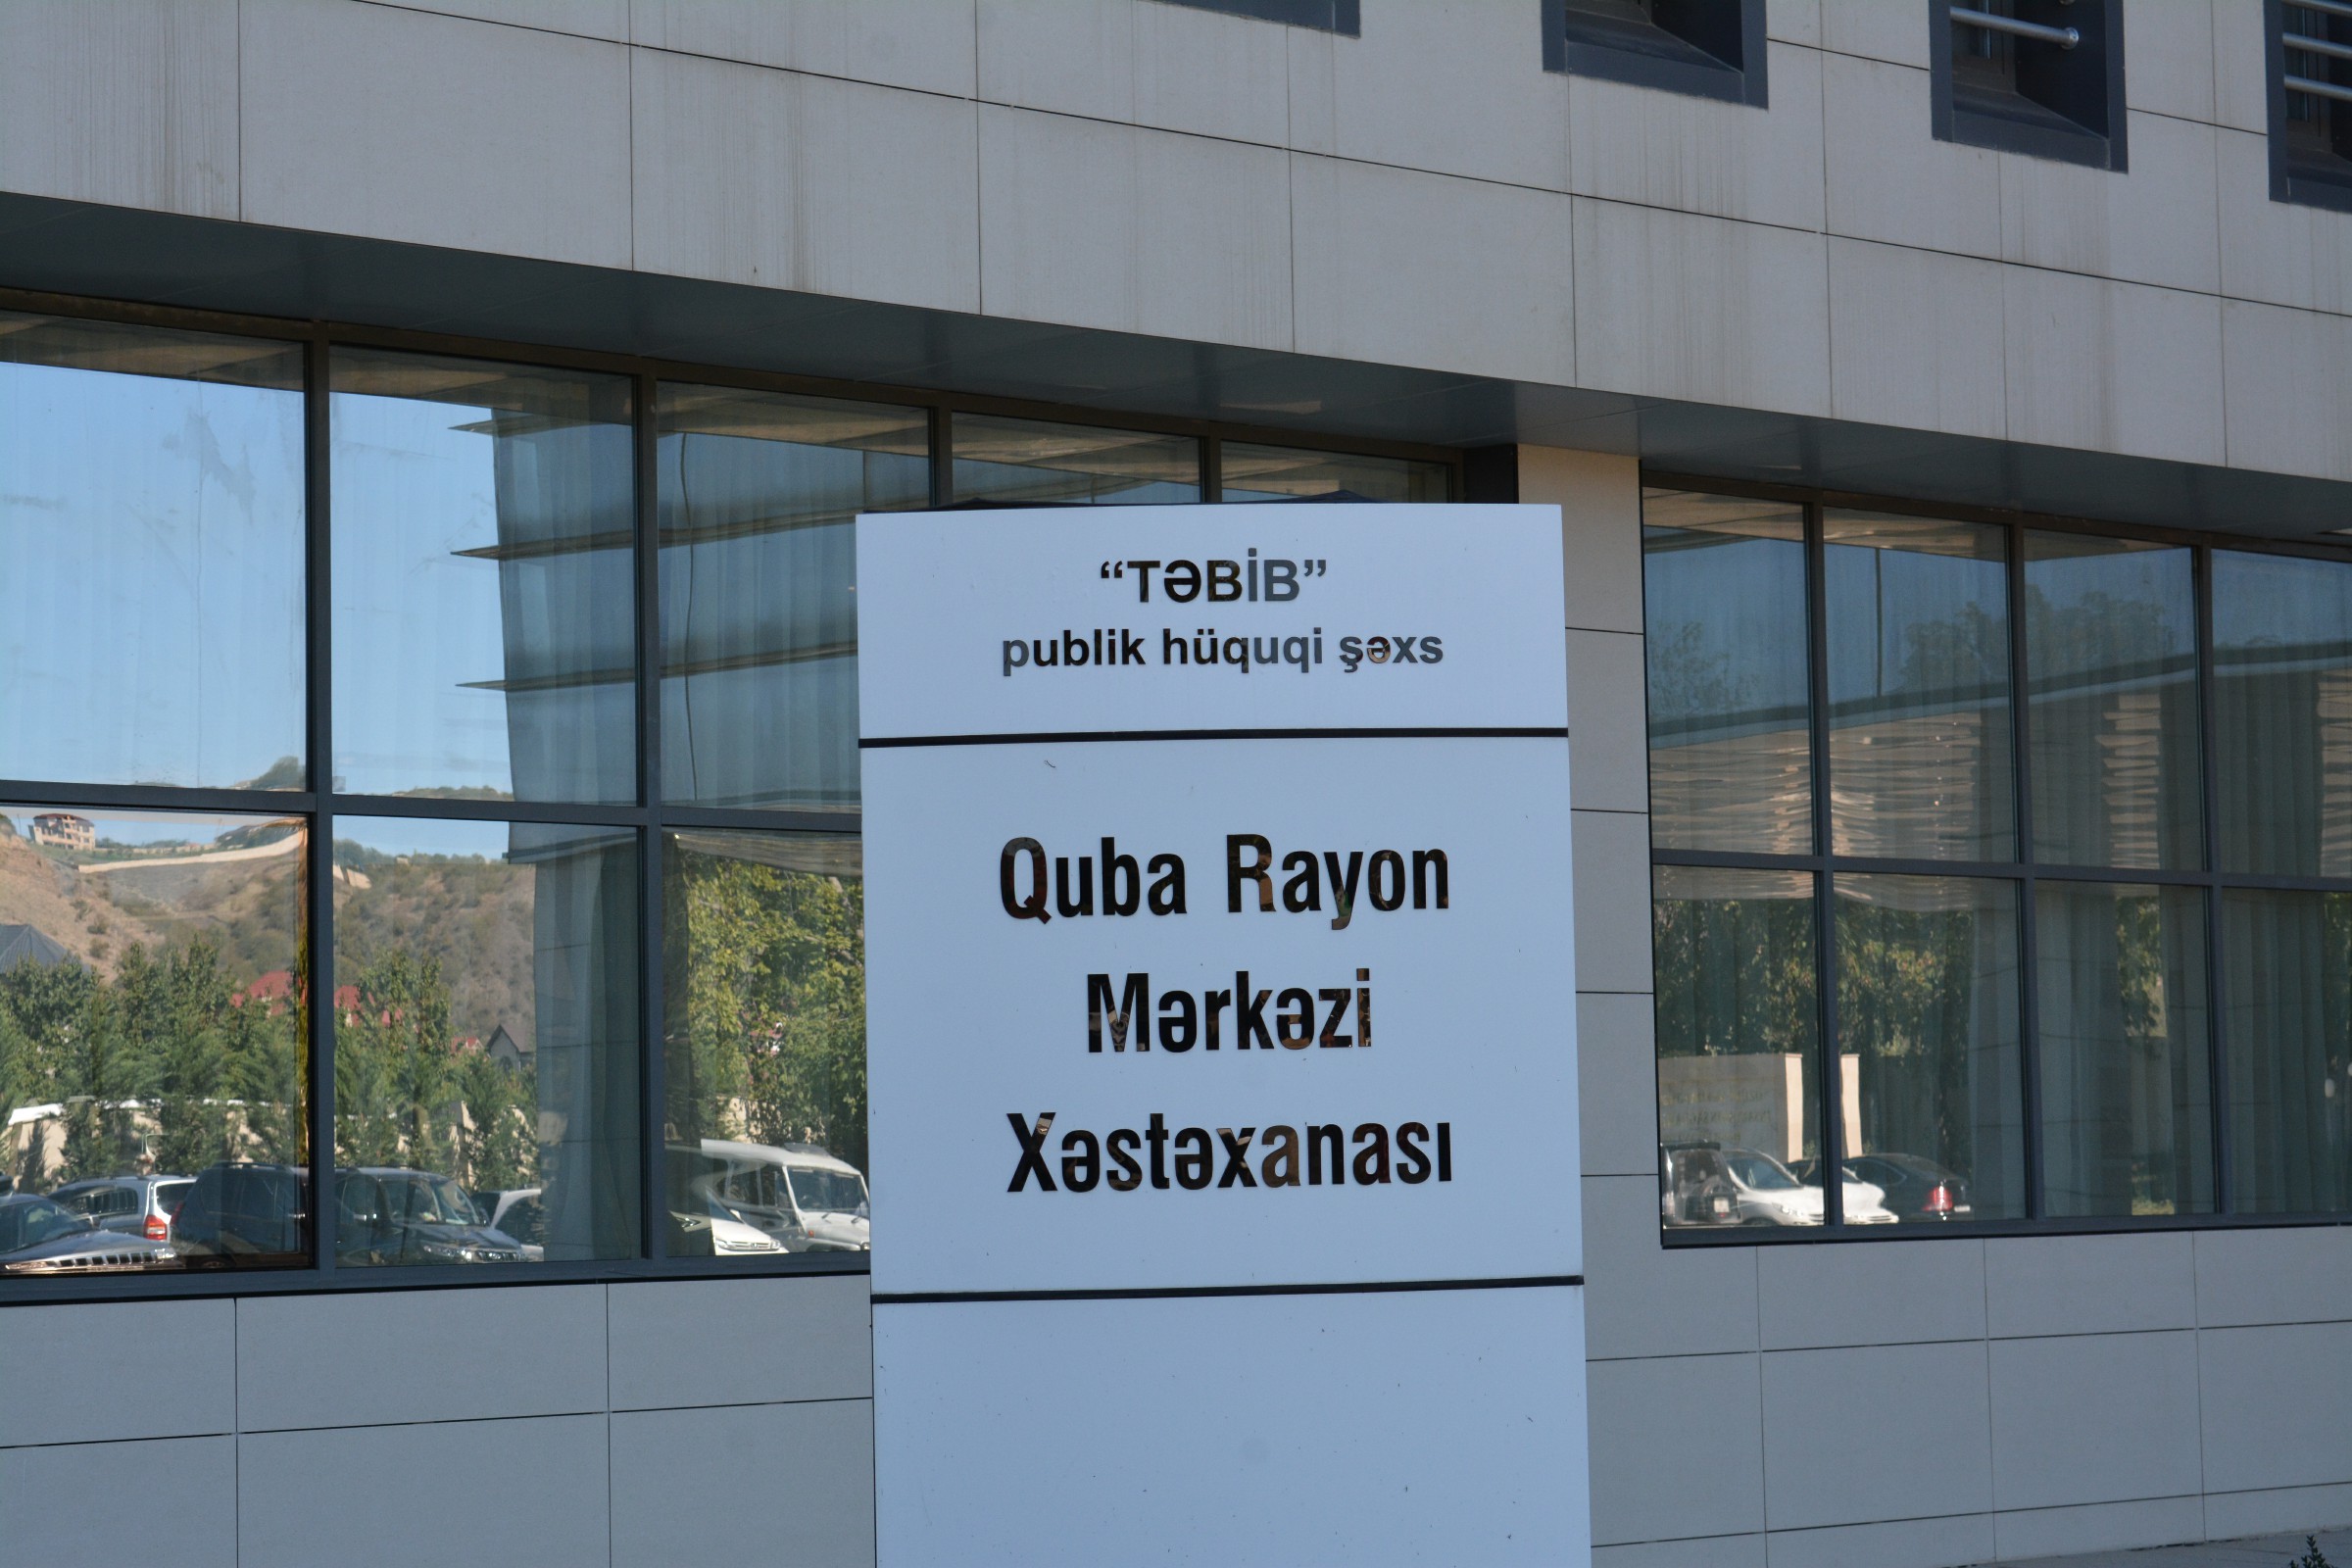 “TƏBİB”
publik hüquqi şəxs
Quba Rayon
Mərkəzi
Xəstəxanası